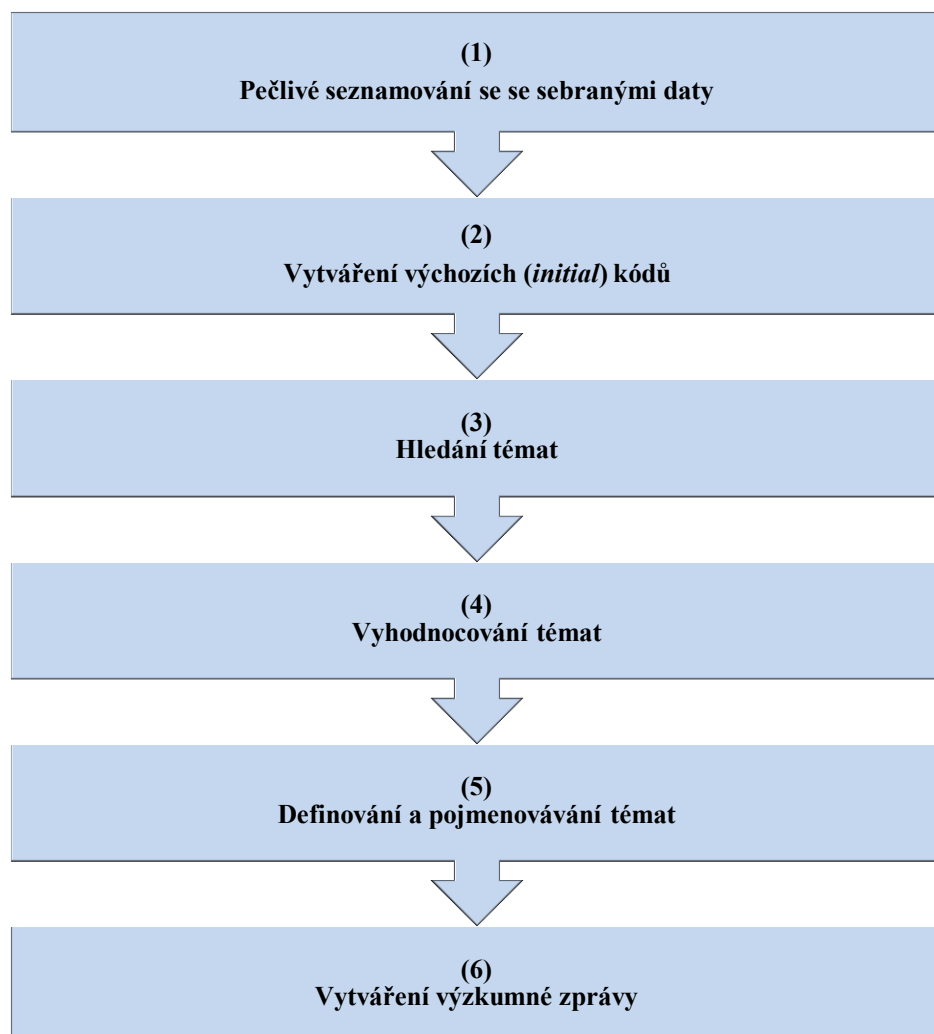 (1)
Pečlivé seznamování se se sebranými daty
(2)
Vytváření výchozích (initial) kódů
(3)
Hledání témat
(4)
Vyhodnocování témat
(5)
Definování a pojmenovávání témat
(6)
Vytváření výzkumné zprávy